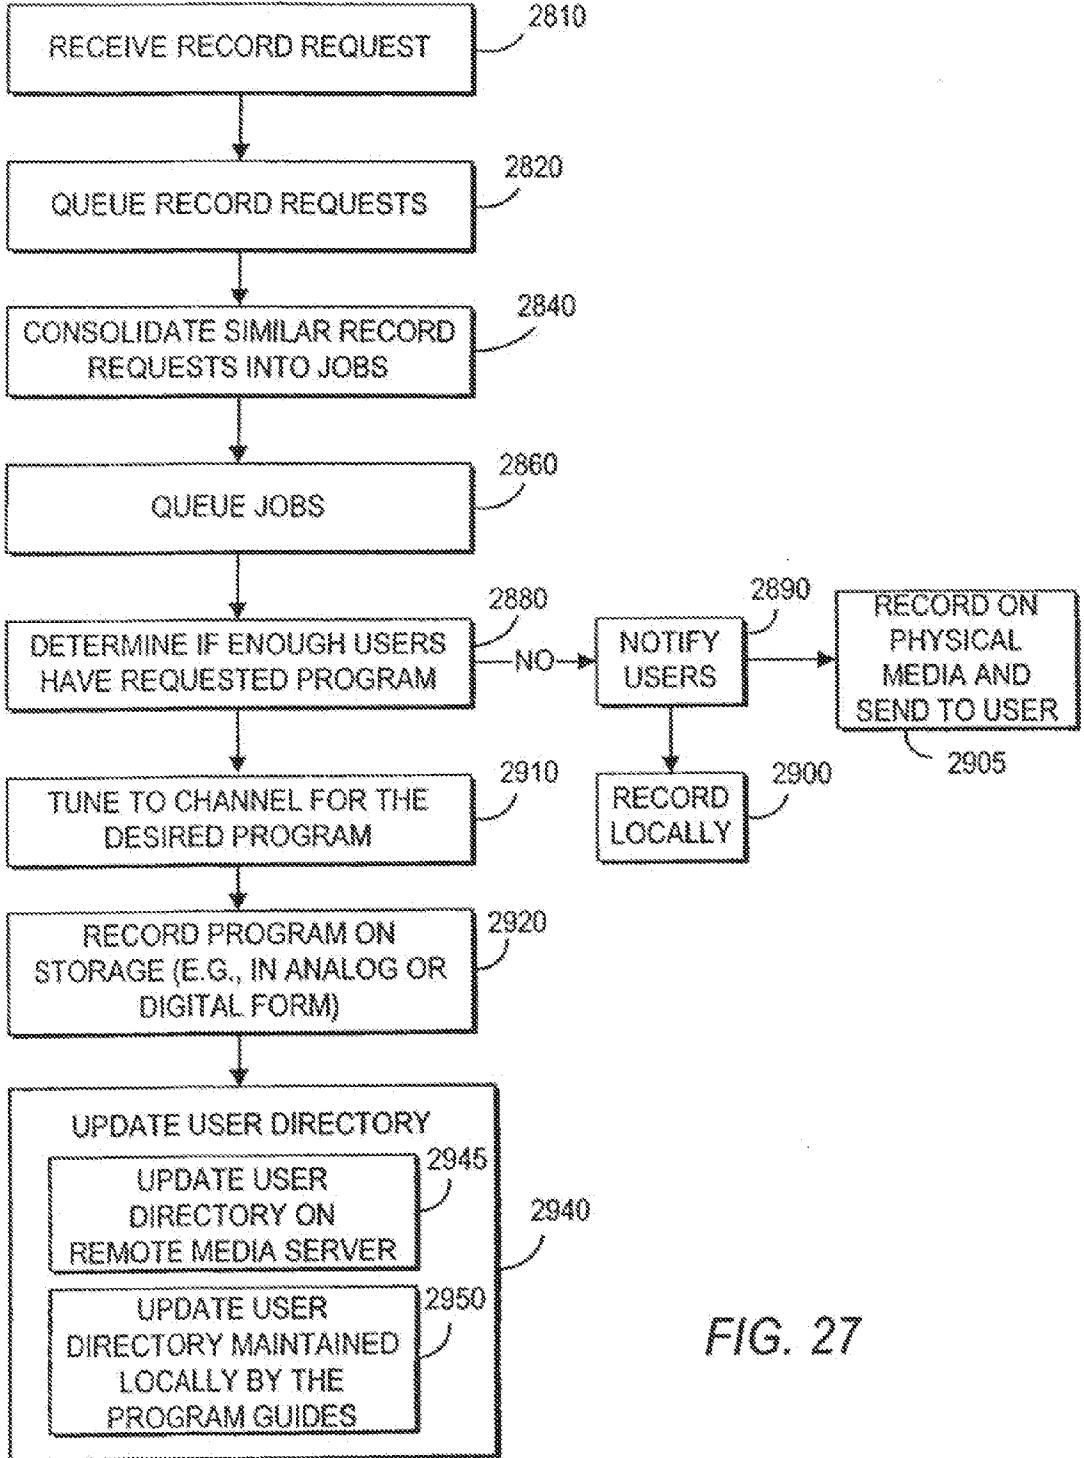 2810
RECEIVE RECORD REQUEST
2820
QUEUE RECORD REQUESTS
2840
CONSOLIDATE SIMILAR RECORD
REQUESTS INTO JOBS
2860
QUEUE JOBS
2880
DETERMINE IF ENOUGH USERS
HAVE REQUESTED PROGRAM
NO
2890
NOTIFY
USERS
RECORD ON
PHYSICAL
MEDIA AND
SEND TO USER
2905
2900
RECORD
LOCALLY
2910
TUNE TO CHANNEL FOR THE
DESIRED PROGRAM
2920
RECORD PROGRAM ON
STORAGE (E.G., IN ANALOG OR
DIGITAL FORM)
UPDATE USER DIRECTORY
2945
UPDATE USER
DIRECTORY ON
REMOTE MEDIA SERVER
2940
2950
UPDATE USER
DIRECTORY MAINTAINED
LOCALLY BY THE
PROGRAM GUIDES
FIG. 27